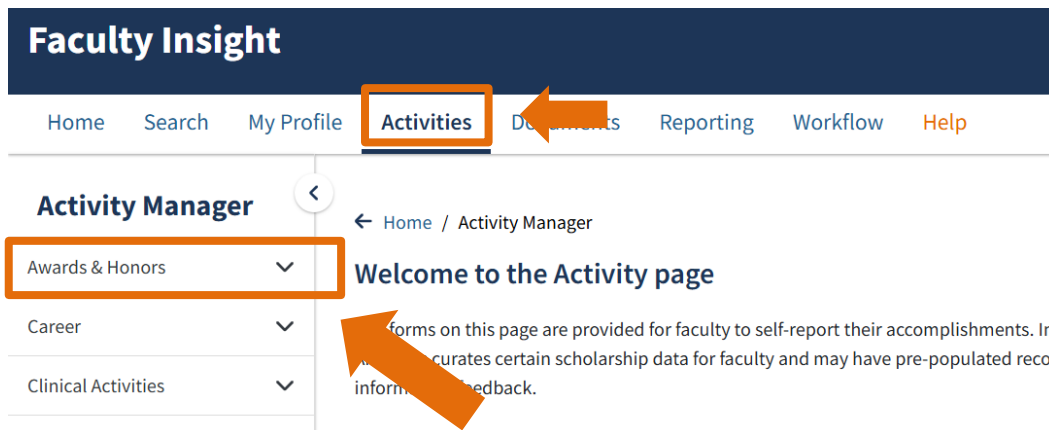 Faculty Insight
Home Search My Profile Activities Reporting Workflow Help
Activity Manager
Home / Activity Manager
Awards & Honors
Welcome to the Activity page
Career
forms on this page are provided for faculty to self-report their accomplishments.
curates certain scholarship data for faculty and may have pre-populated
Clinical Activities